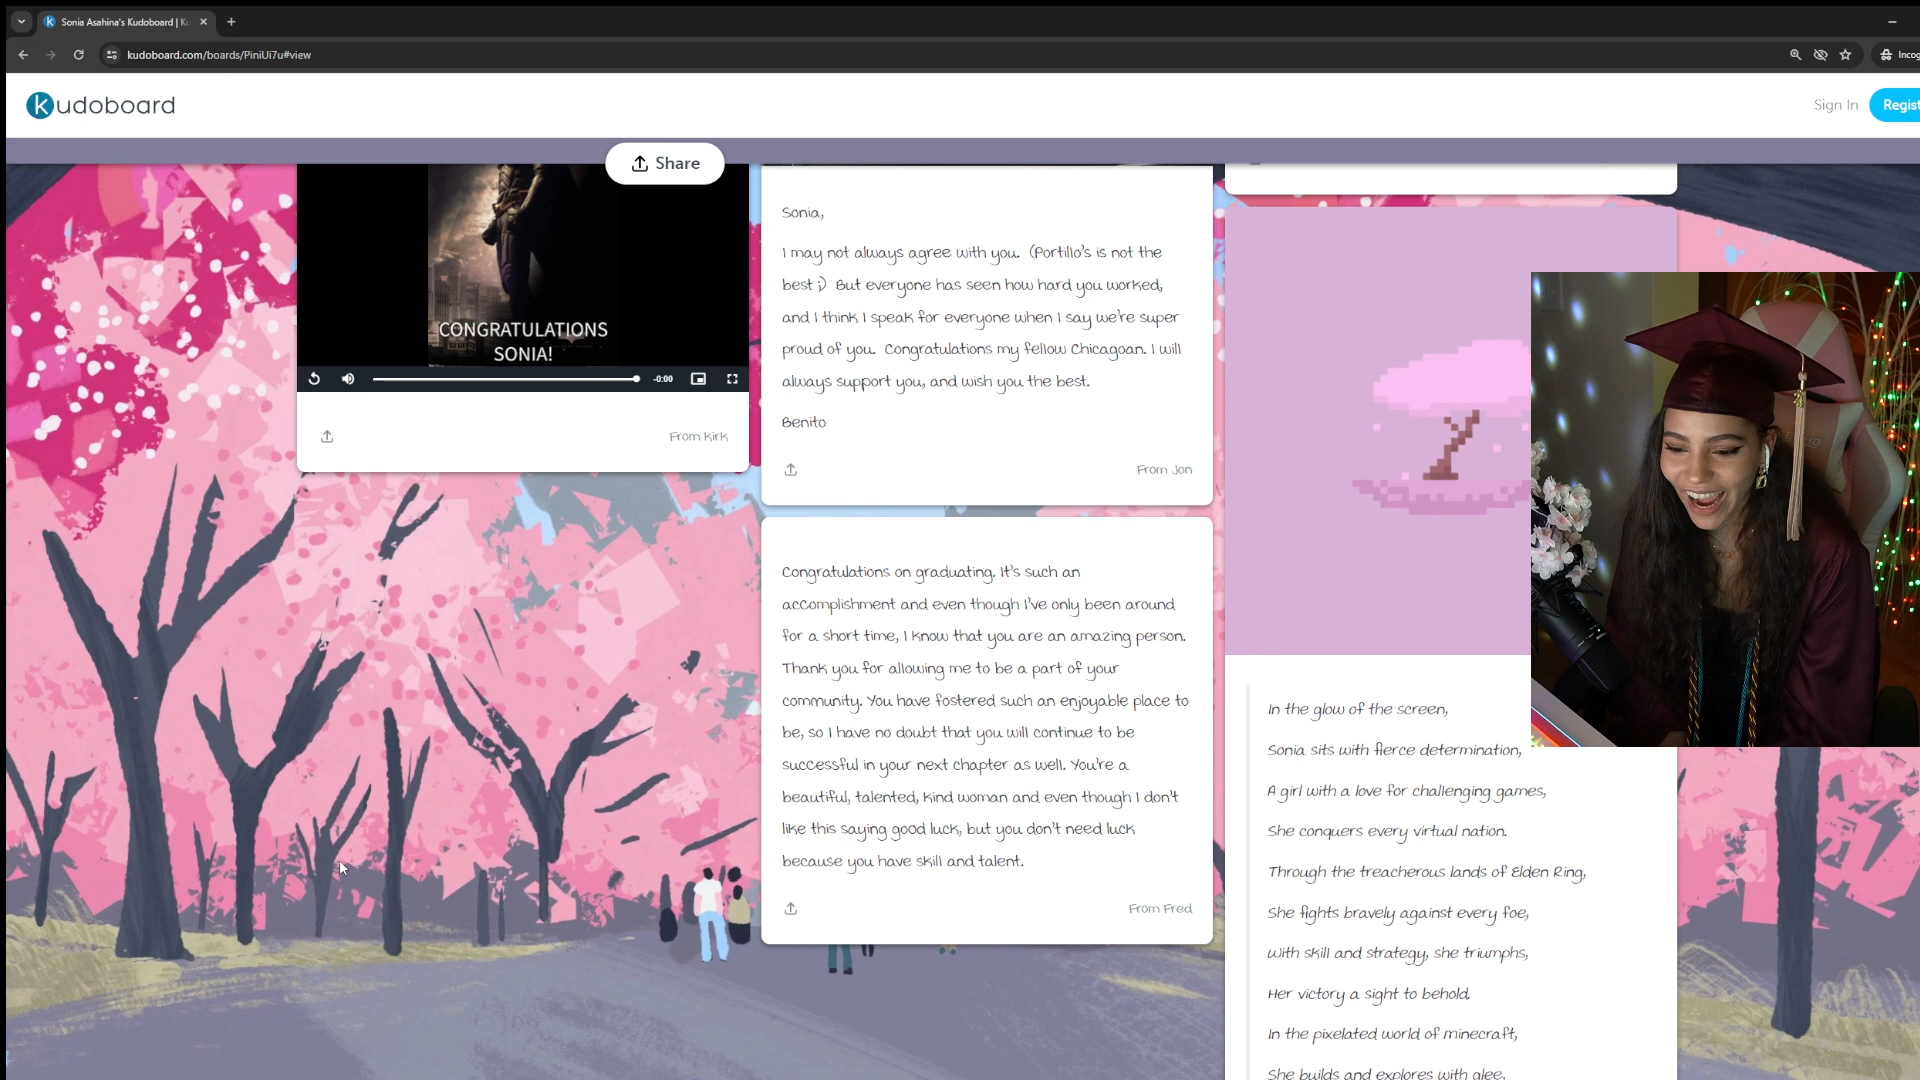 Sonia Asahina's Kudoboard | Ku
kudoboard.com/boards/PiniUi7u#view
Incog
kudoboard
Sign In
Regist
Share
CONGRATULATIONS
SONIA!
-0:00
From Kirk
Sonia,
I may not always agree with you. (Portillo's is not the
best ;) But everyone has seen how hard you worked,
and I think I speak for everyone when I say we're super
proud of you. Congratulations my fellow Chicagoan. I will
always support you, and wish you the best.
Benito
From Jon
Congratulations on graduating. It's such an
accomplishment and even though I've only been around
for a short time, I know that you are an amazing person.
Thank you for allowing me to be a part of your
community. You have fostered such an enjoyable place to
be, so I have no doubt that you will continue to be
successful in your next chapter as well. You're a
beautiful, talented, kind woman and even though I don't
like this saying good luck, but you don't need luck
because you have skill and talent.
From Fred
In the glow of the screen,
Sonia sits with fierce determination,
A girl with a love for challenging games,
She conquers every virtual nation.
Through the treacherous lands of Elden Ring,
She fights bravely against every foe,
With skill and strategy, she triumphs,
Her victory a sight to behold.
In the pixelated world of minecraft,
She builds and explores with glee,